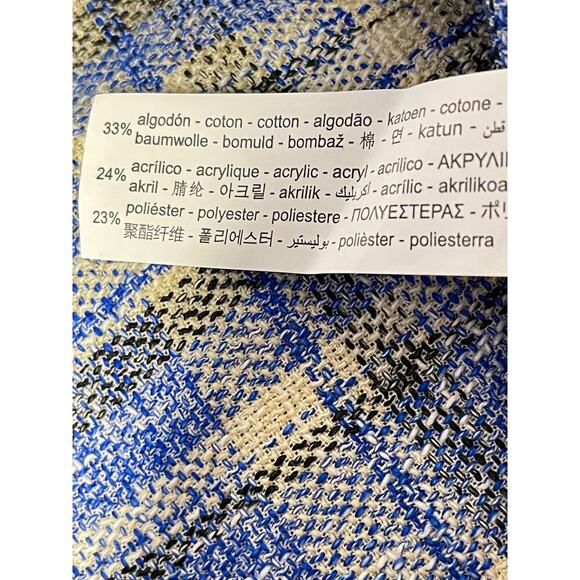 33% algodón - coton - cotton - algodão - katoen - cotone -
baumwolle - bomuld - bombaž - 棉 - 면 - katun - قطن
24% acrílico - acrylique - acrylic - acryl - acrilico - ΑΚΡΥΛΙ
akril - 腈纶 - 아크릴 - akrilik - أكريليك - acrílic - akrilikoa
23% poliéster - polyester - poliestere - ΠΟΛΥΕΣΤΕΡΑΣ - ポリ
聚酯纤维 - 폴리에스터 - بوليستير - polièster - poliesterra